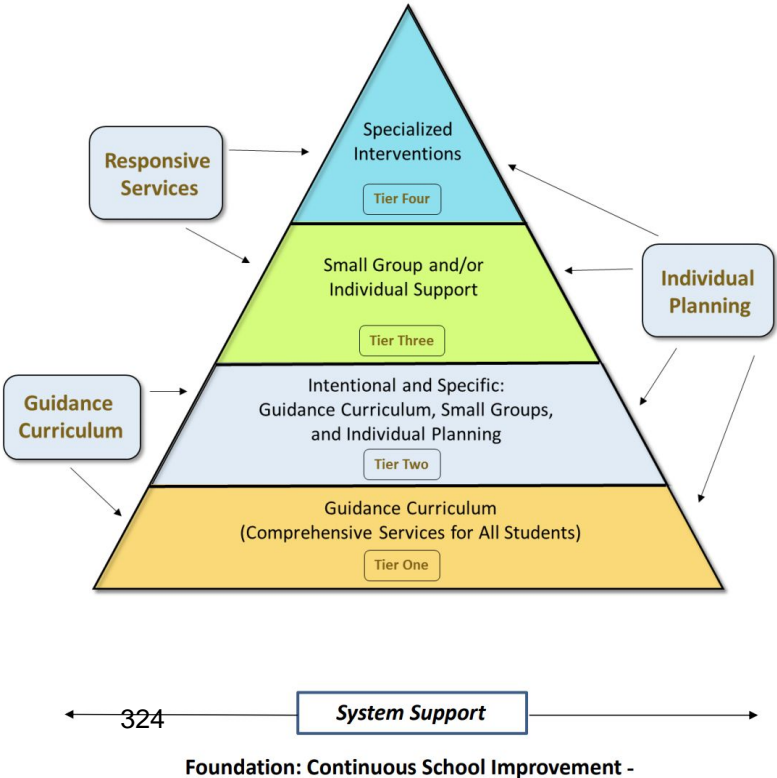 Specialized
Interventions
Tier Four
Responsive
Services
Small Group and/or
Individual Support
Tier Three
Individual
Planning
Intentional and Specific:
Guidance Curriculum, Small Groups,
and Individual Planning
Tier Two
Guidance
Curriculum
Guidance Curriculum
(Comprehensive Services for All Students)
Tier One
System Support
324
Foundation: Continuous School Improvement -